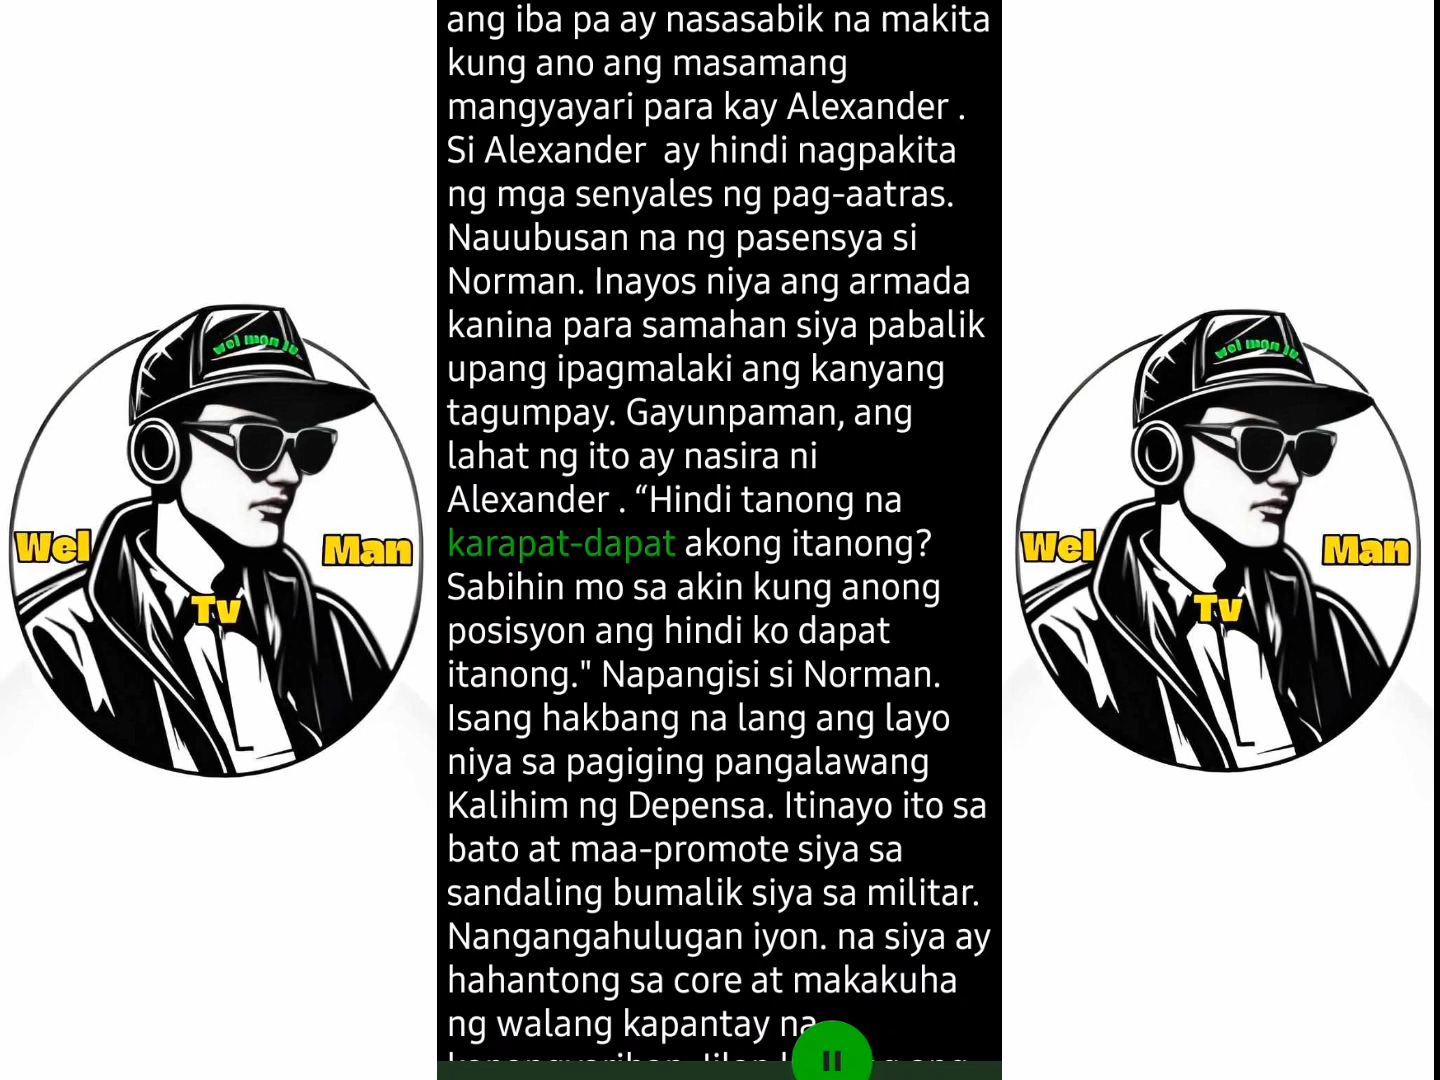 ang iba pa ay nasasabik na makita
kung ano ang masamang
mangyayari para kay Alexander .
Si Alexander  ay hindi nagpakita
ng mga senyales ng pag-aatras.
Nauubusan na ng pasensya si
Norman. Inayos niya ang armada
kanina para samahan siya pabalik
upang ipagmalaki ang kanyang
tagumpay. Gayunpaman, ang
lahat ng ito ay nasira ni
Alexander . “Hindi tanong na
karapat-dapat akong itanong?
Sabihin mo sa akin kung anong
posisyon ang hindi ko dapat
itanong." Napangisi si Norman.
Isang hakbang na lang ang layo
niya sa pagiging pangalawang
Kalihim ng Depensa. Itinayo ito sa
bato at maa-promote siya sa
sandaling bumalik siya sa militar.
Nangangahulugan iyon. na siya ay
hahantong sa core at makakuha
ng walang kapantay na
wel man tv
Wel Man
Tv
wel man tv
Wel Man
Tv